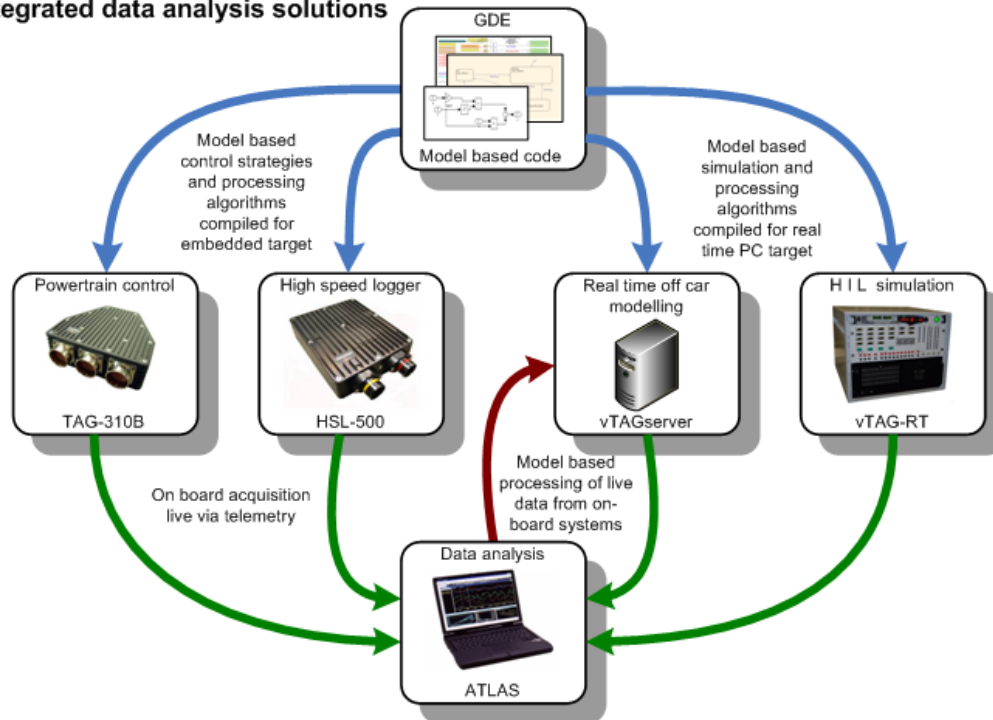 tegrated data analysis solutions
GDE
Model based code
Model based
control strategies
and processing
algorithms
compiled for
embedded target
Model based
simulation and
processing
algorithms
compiled for real
time PC target
Powertrain control
TAG-310B
High speed logger
HSL-500
Real time off car
modelling
vTAGserver
H I L simulation
vTAG-RT
On board acquisition
live via telemetry
Model based
processing of live
data from on-
board systems
Data analysis
ATLAS